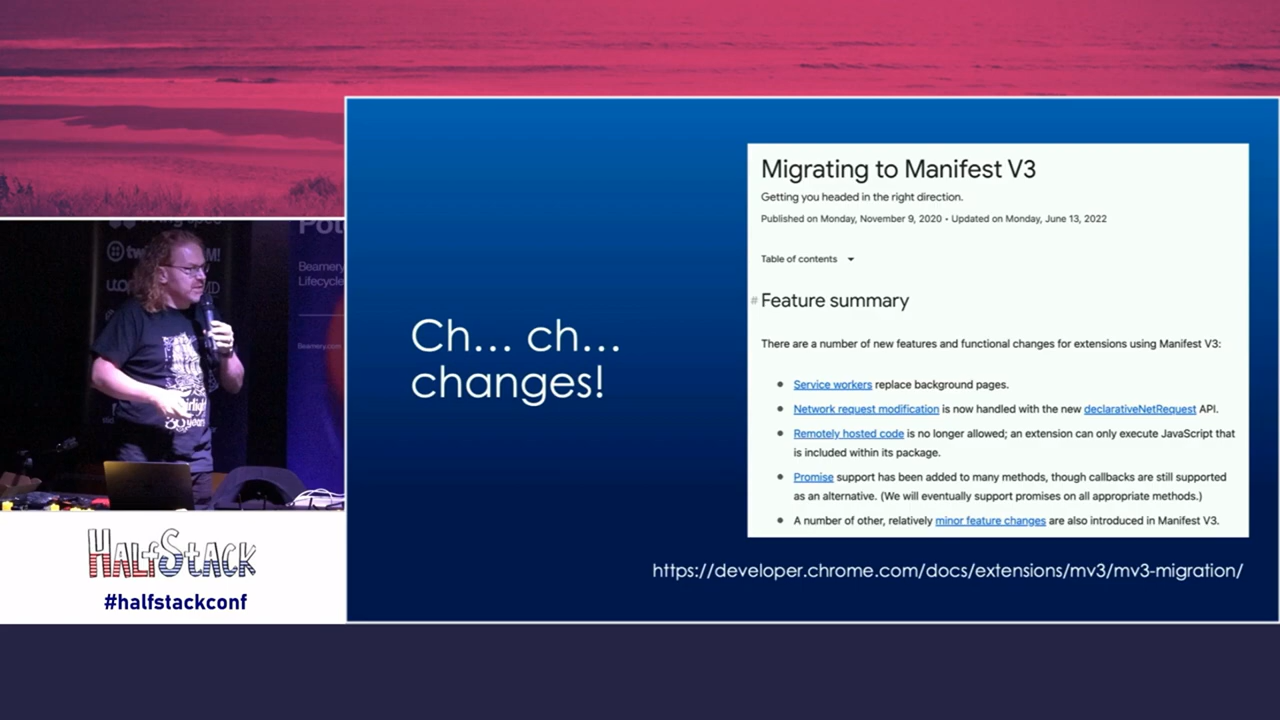 Ch... ch...
changes!
Migrating to Manifest V3
Getting you headed in the right direction.
Published on Monday, November 9, 2020 • Updated on Monday, June 13, 2022
Table of contents
# Feature summary
There are a number of new features and functional changes for extensions using Manifest V3:
Service workers replace background pages.
Network request modification is now handled with the new declarativeNetRequest API.
Remotely hosted code is no longer allowed; an extension can only execute JavaScript that
is included within its package.
Promise support has been added to many methods, though callbacks are still supported
as an alternative. (We will eventually support promises on all appropriate methods.)
A number of other, relatively minor feature changes are also introduced in Manifest V3.
https://developer.chrome.com/docs/extensions/mv3/mv3-migration/
Beamery
Lifecycle
Beamery.com
HALFSTACK
#halfstackconf